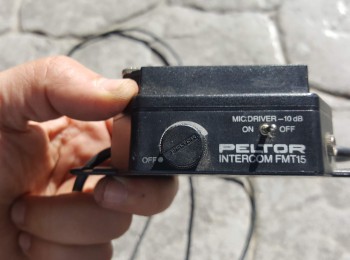 MIC.DRIVER -10 dB
ON OFF
OFF
PELTOR
INTERCOM FMT15